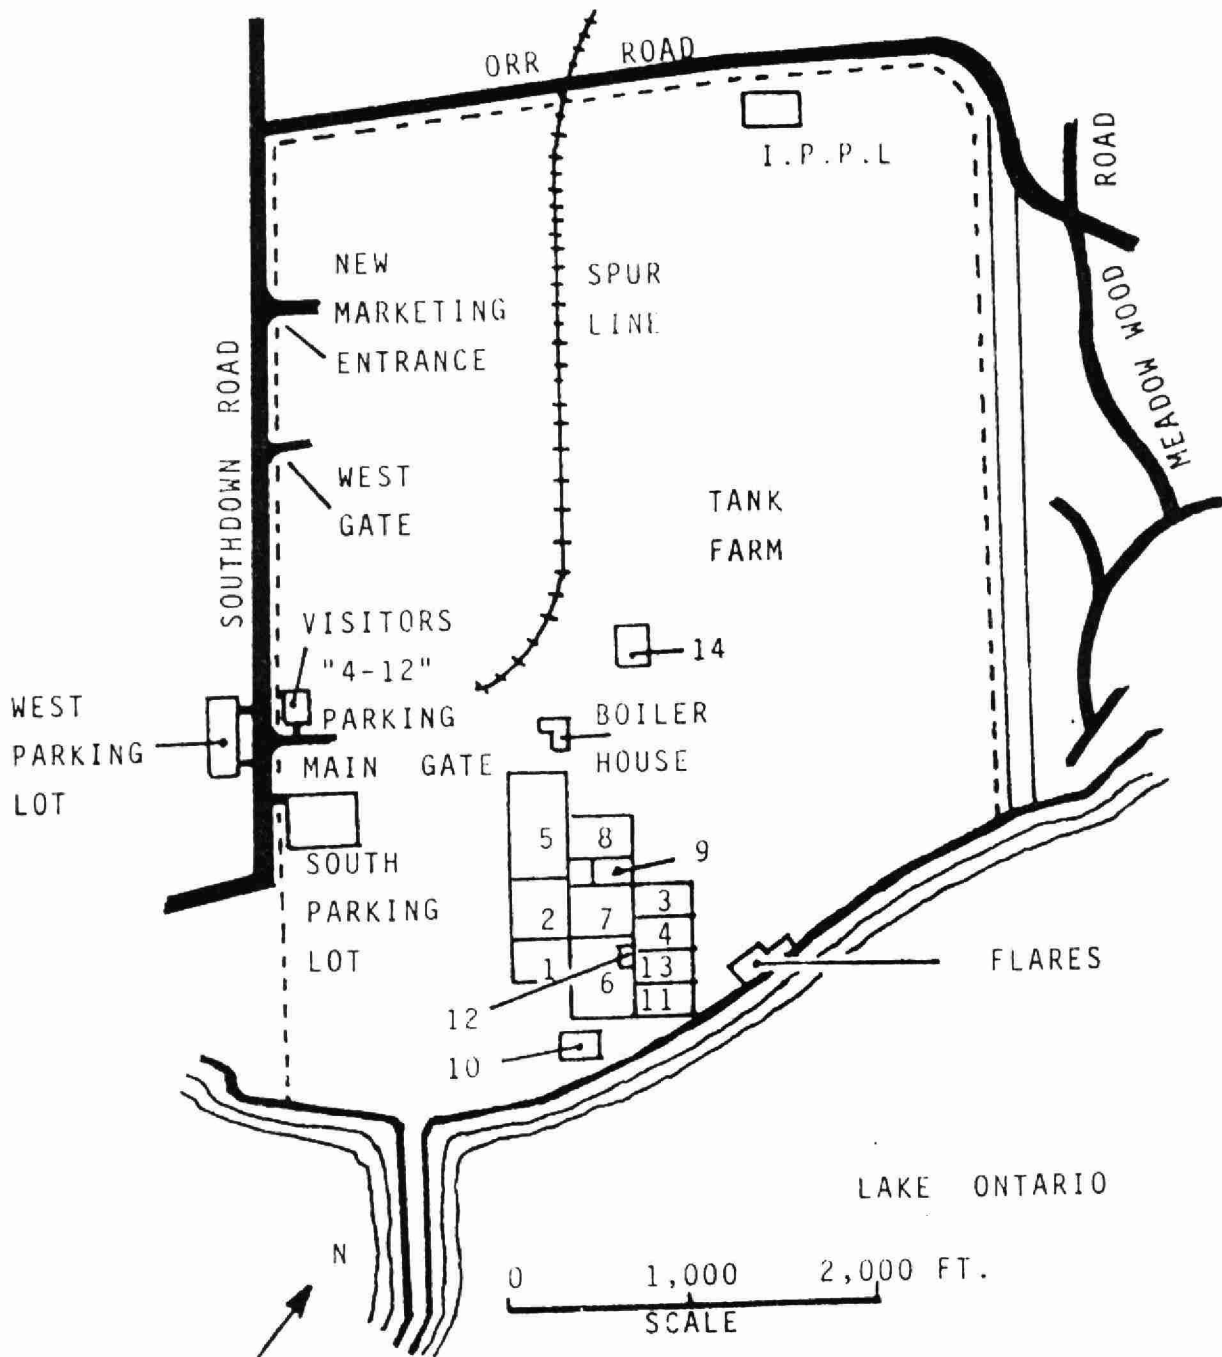 ORR ROAD
I.P.P.L
ROAD
MEADOW WOOD
NEW
MARKETING
ENTRANCE
SPUR
LINE
SOUTHDOWN ROAD
WEST
GATE
TANK
FARM
VISITORS
"4-12"
PARKING
14
WEST
PARKING
LOT
BOILER
HOUSE
MAIN GATE
5
8
9
SOUTH
PARKING
LOT
2
7
3
4
1
6
13
11
12
10
FLARES
LAKE ONTARIO
N
0 1,000 2,000 FT.
SCALE